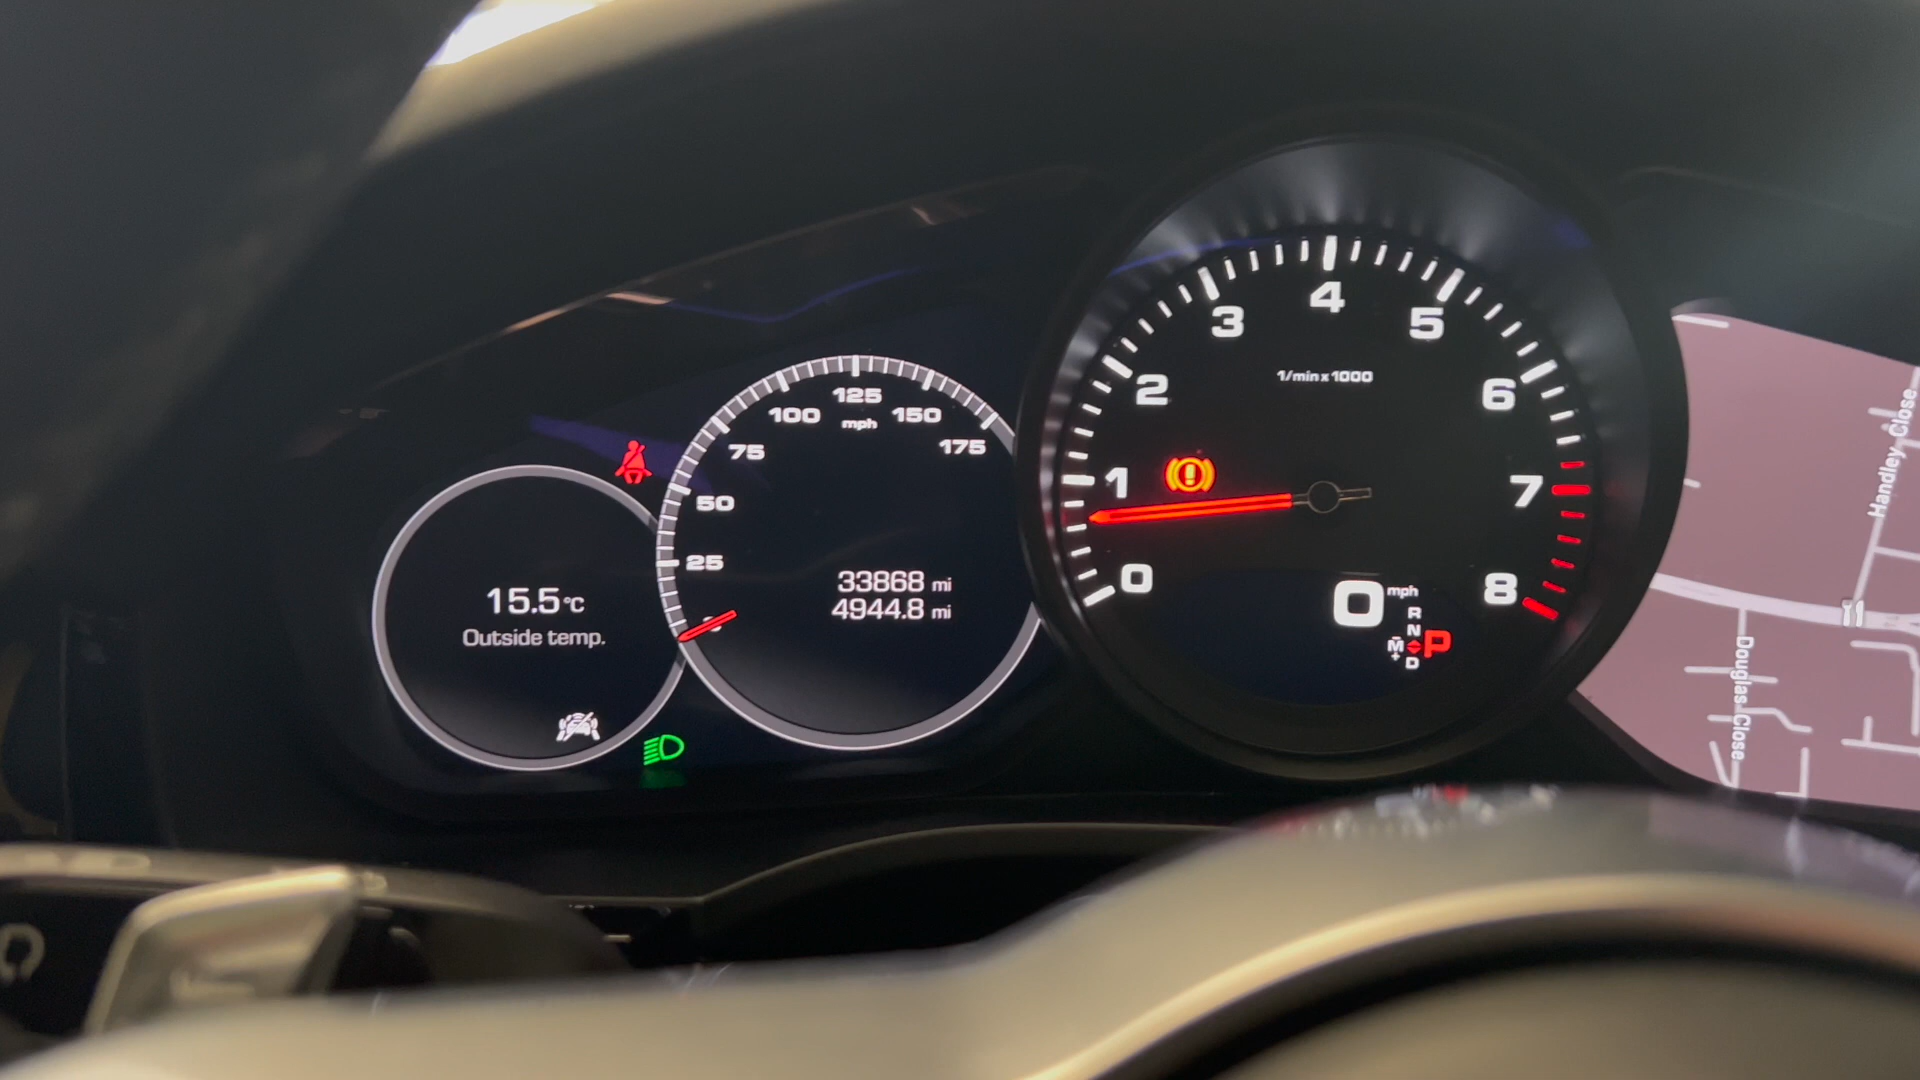 15.5°C
Outside temp.
25
50
75
100
125
150
175
mph
33868 mi
4944.8 mi
0
1
2
3
4
5
6
7
8
1/min x 1000
0 mph
R
N
M
+
D
P
Handley Close
Douglas Close